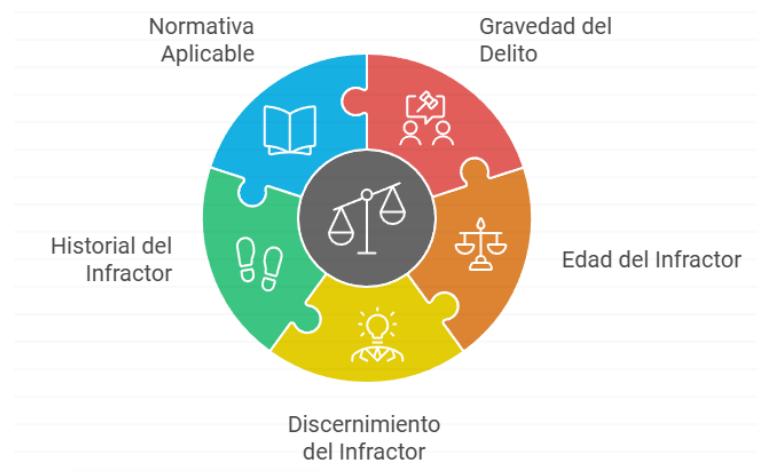 Normativa
Aplicable
Gravedad del
Delito
Historial del
Infractor
Edad del Infractor
Discernimiento
del Infractor